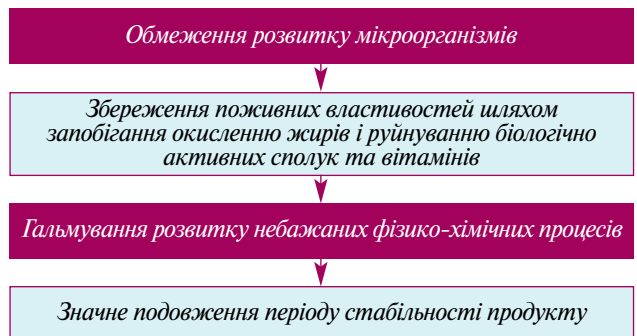 Обмеження розвитку мікроорганізмів
Збереження поживних властивостей шляхом
запобігання окисленню жирів і руйнуванню біологічно
активних сполук та вітамінів
Гальмування розвитку небажаних фізико-хімічних процесів
Значне подовження періоду стабільності продукту